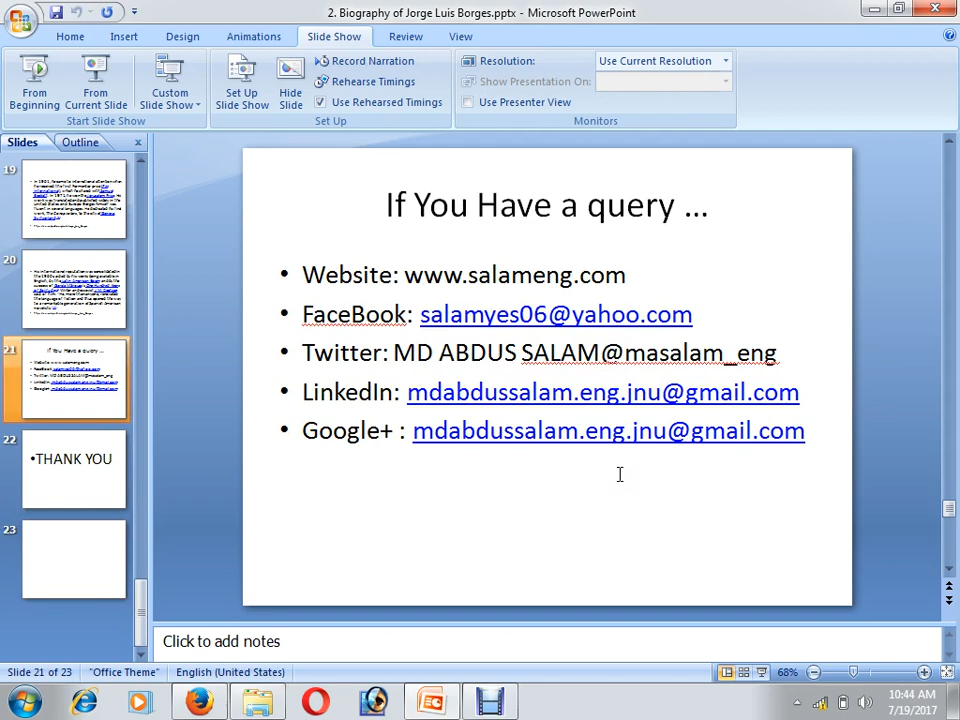 2. Biography of Jorge Luis Borges.pptx - Microsoft PowerPoint
Home Insert Design Animations Slide Show Review View
From Beginning
From Current Slide
Custom Slide Show
Start Slide Show
Set Up Slide Show
Hide Slide
Record Narration
Rehearse Timings
Use Rehearsed Timings
Set Up
Resolution: Use Current Resolution
Show Presentation On:
Use Presenter View
Monitors
Slides Outline
19
20
21
If You Have a query ...
22
•THANK YOU
23
If You Have a query ...
• Website: www.salameng.com
• FaceBook: salamyes06@yahoo.com
• Twitter: MD ABDUS SALAM@masalam_eng
• LinkedIn: mdabdussalam.eng.jnu@gmail.com
• Google+ : mdabdussalam.eng.jnu@gmail.com
Click to add notes
Slide 21 of 23 "Office Theme" English (United States) 68%
10:44 AM
7/19/2017